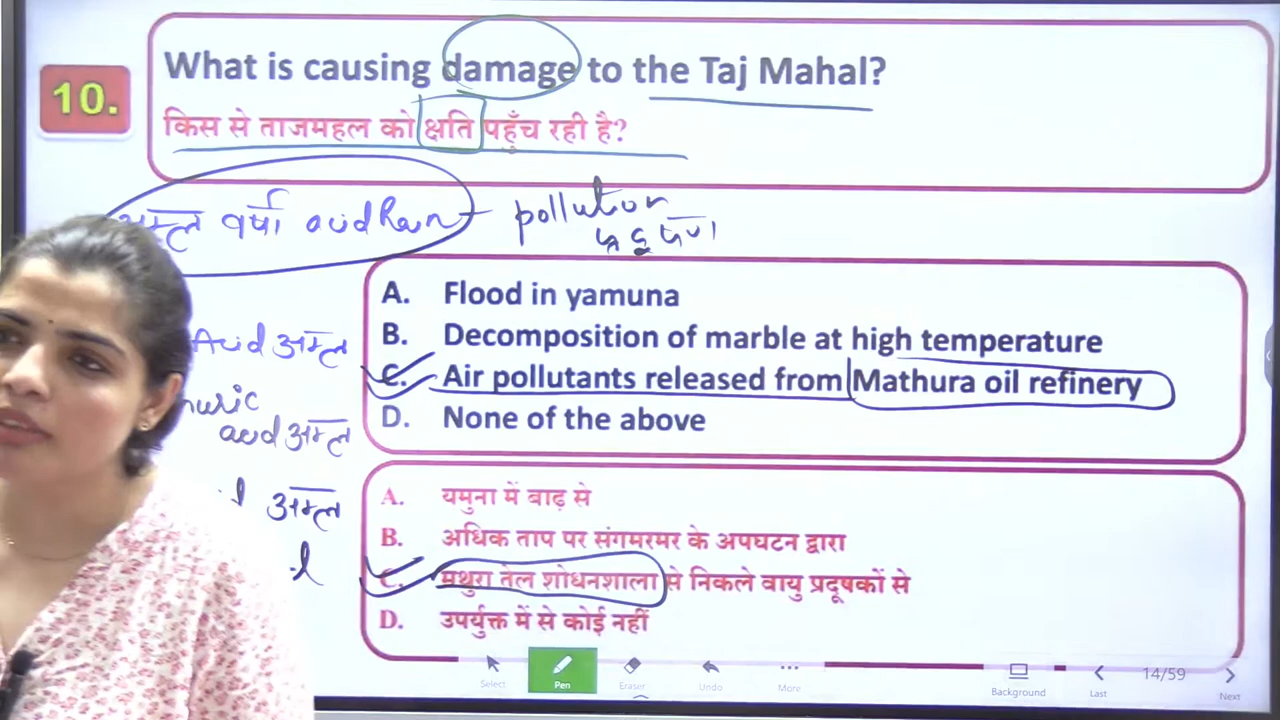 10.
What is causing damage to the Taj Mahal?
किस से ताजमहल को क्षति पहुँच रही है?
अम्ल वर्षा acid Rain pollution
प्रदुषण
A. Flood in yamuna
B. Decomposition of marble at high temperature
C. Air pollutants released from Mathura oil refinery
D. None of the above
Acid अम्ल
acid अम्ल
अम्ल
A. यमुना में बाढ़ से
B. अधिक ताप पर संगमरमर के अपघटन द्वारा
C. मथुरा तेल शोधनशाला से निकले वायु प्रदूषकों से
D. उपर्युक्त में से कोई नहीं
Select
Pen
Eraser
Undo
More
Background
Last
14/59
Next